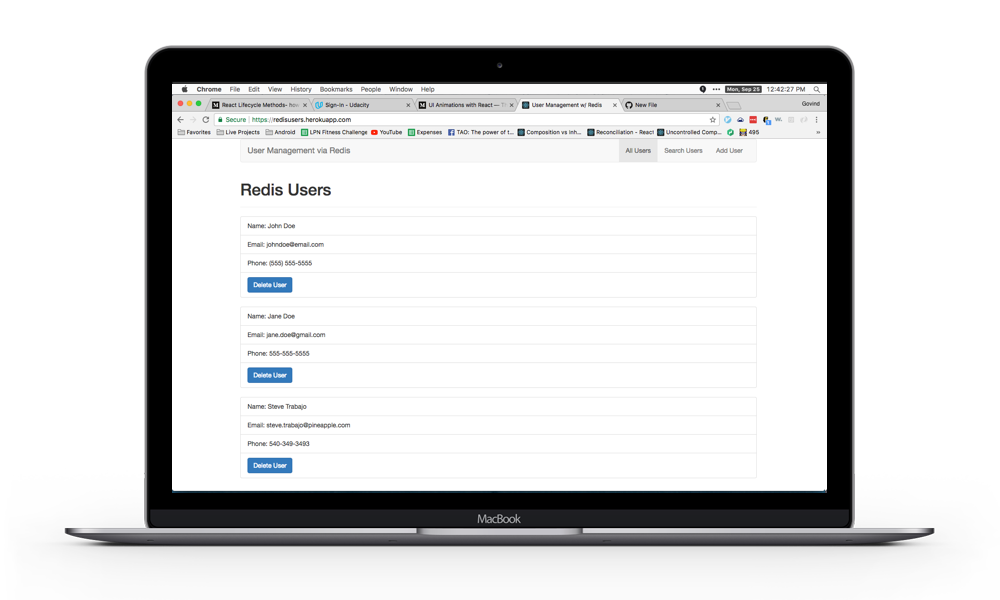 Chrome File Edit View History Bookmarks People Window Help Mon, Sep 25 12:42:27 PM
React Lifecycle Methods- how Sign-in - Udacity UI Animations with React — T User Management w/ Redis New File Govind
Secure https://redisusers.herokuapp.com
Favorites Live Projects Android LPN Fitness Challenge YouTube Expenses TAO: The power of t... Composition vs Inh... Reconciliation - React Uncontrolled Comp... 495 »
User Management via Redis All Users Search Users Add User
Redis Users
Name: John Doe
Email: johndoe@email.com
Phone: (555) 555-5555
Delete User
Name: Jane Doe
Email: jane.doe@gmail.com
Phone: 555-555-5555
Delete User
Name: Steve Trabajo
Email: steve.trabajo@pineapple.com
Phone: 540-349-3493
Delete User
MacBook